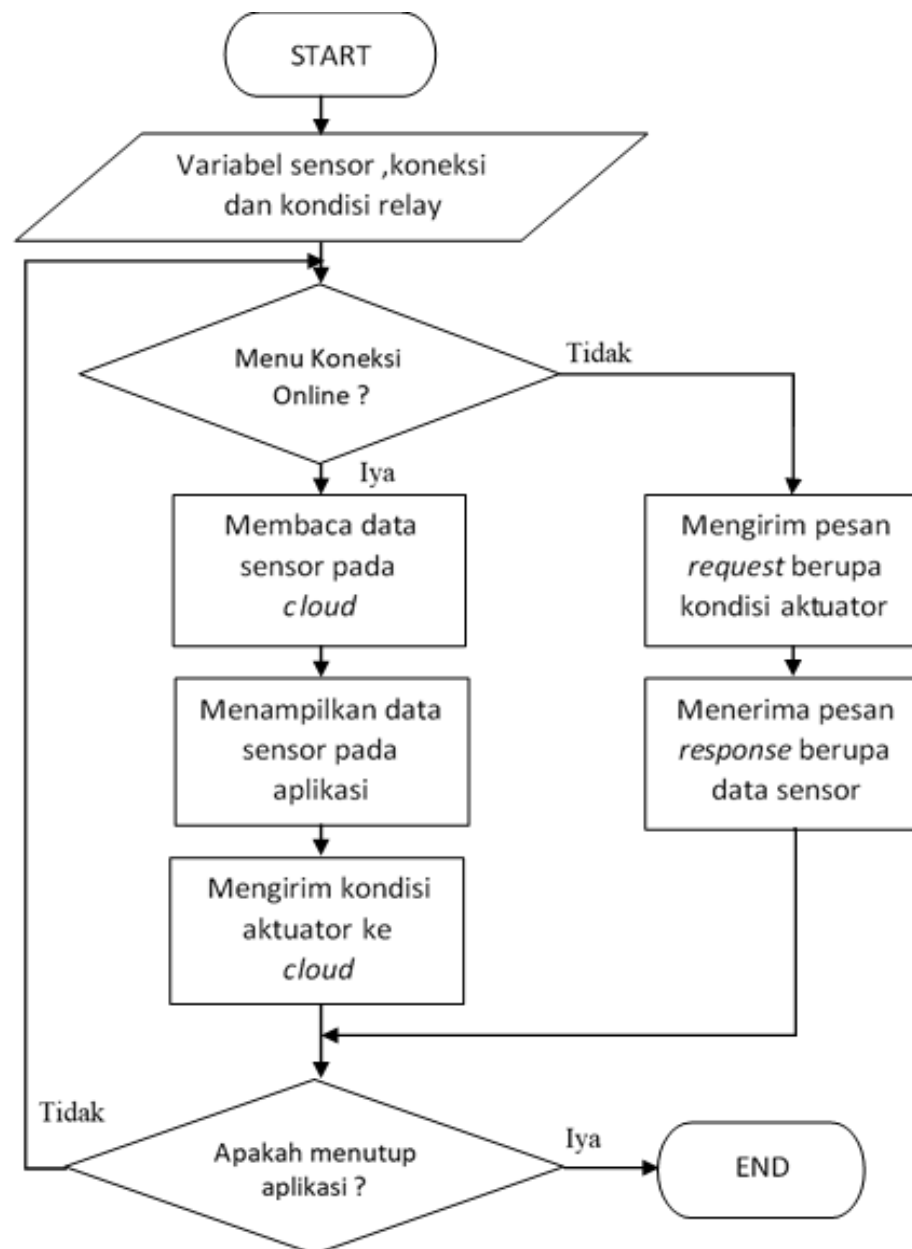 START
Variabel sensor ,koneksi
dan kondisi relay
Menu Koneksi
Online ?
Tidak
Iya
Membaca data
sensor pada
cloud
Mengirim pesan
request berupa
kondisi aktuator
Menampilkan data
sensor pada
aplikasi
Menerima pesan
response berupa
data sensor
Mengirim kondisi
aktuator ke
cloud
Tidak
Apakah menutup
aplikasi ?
Iya
END